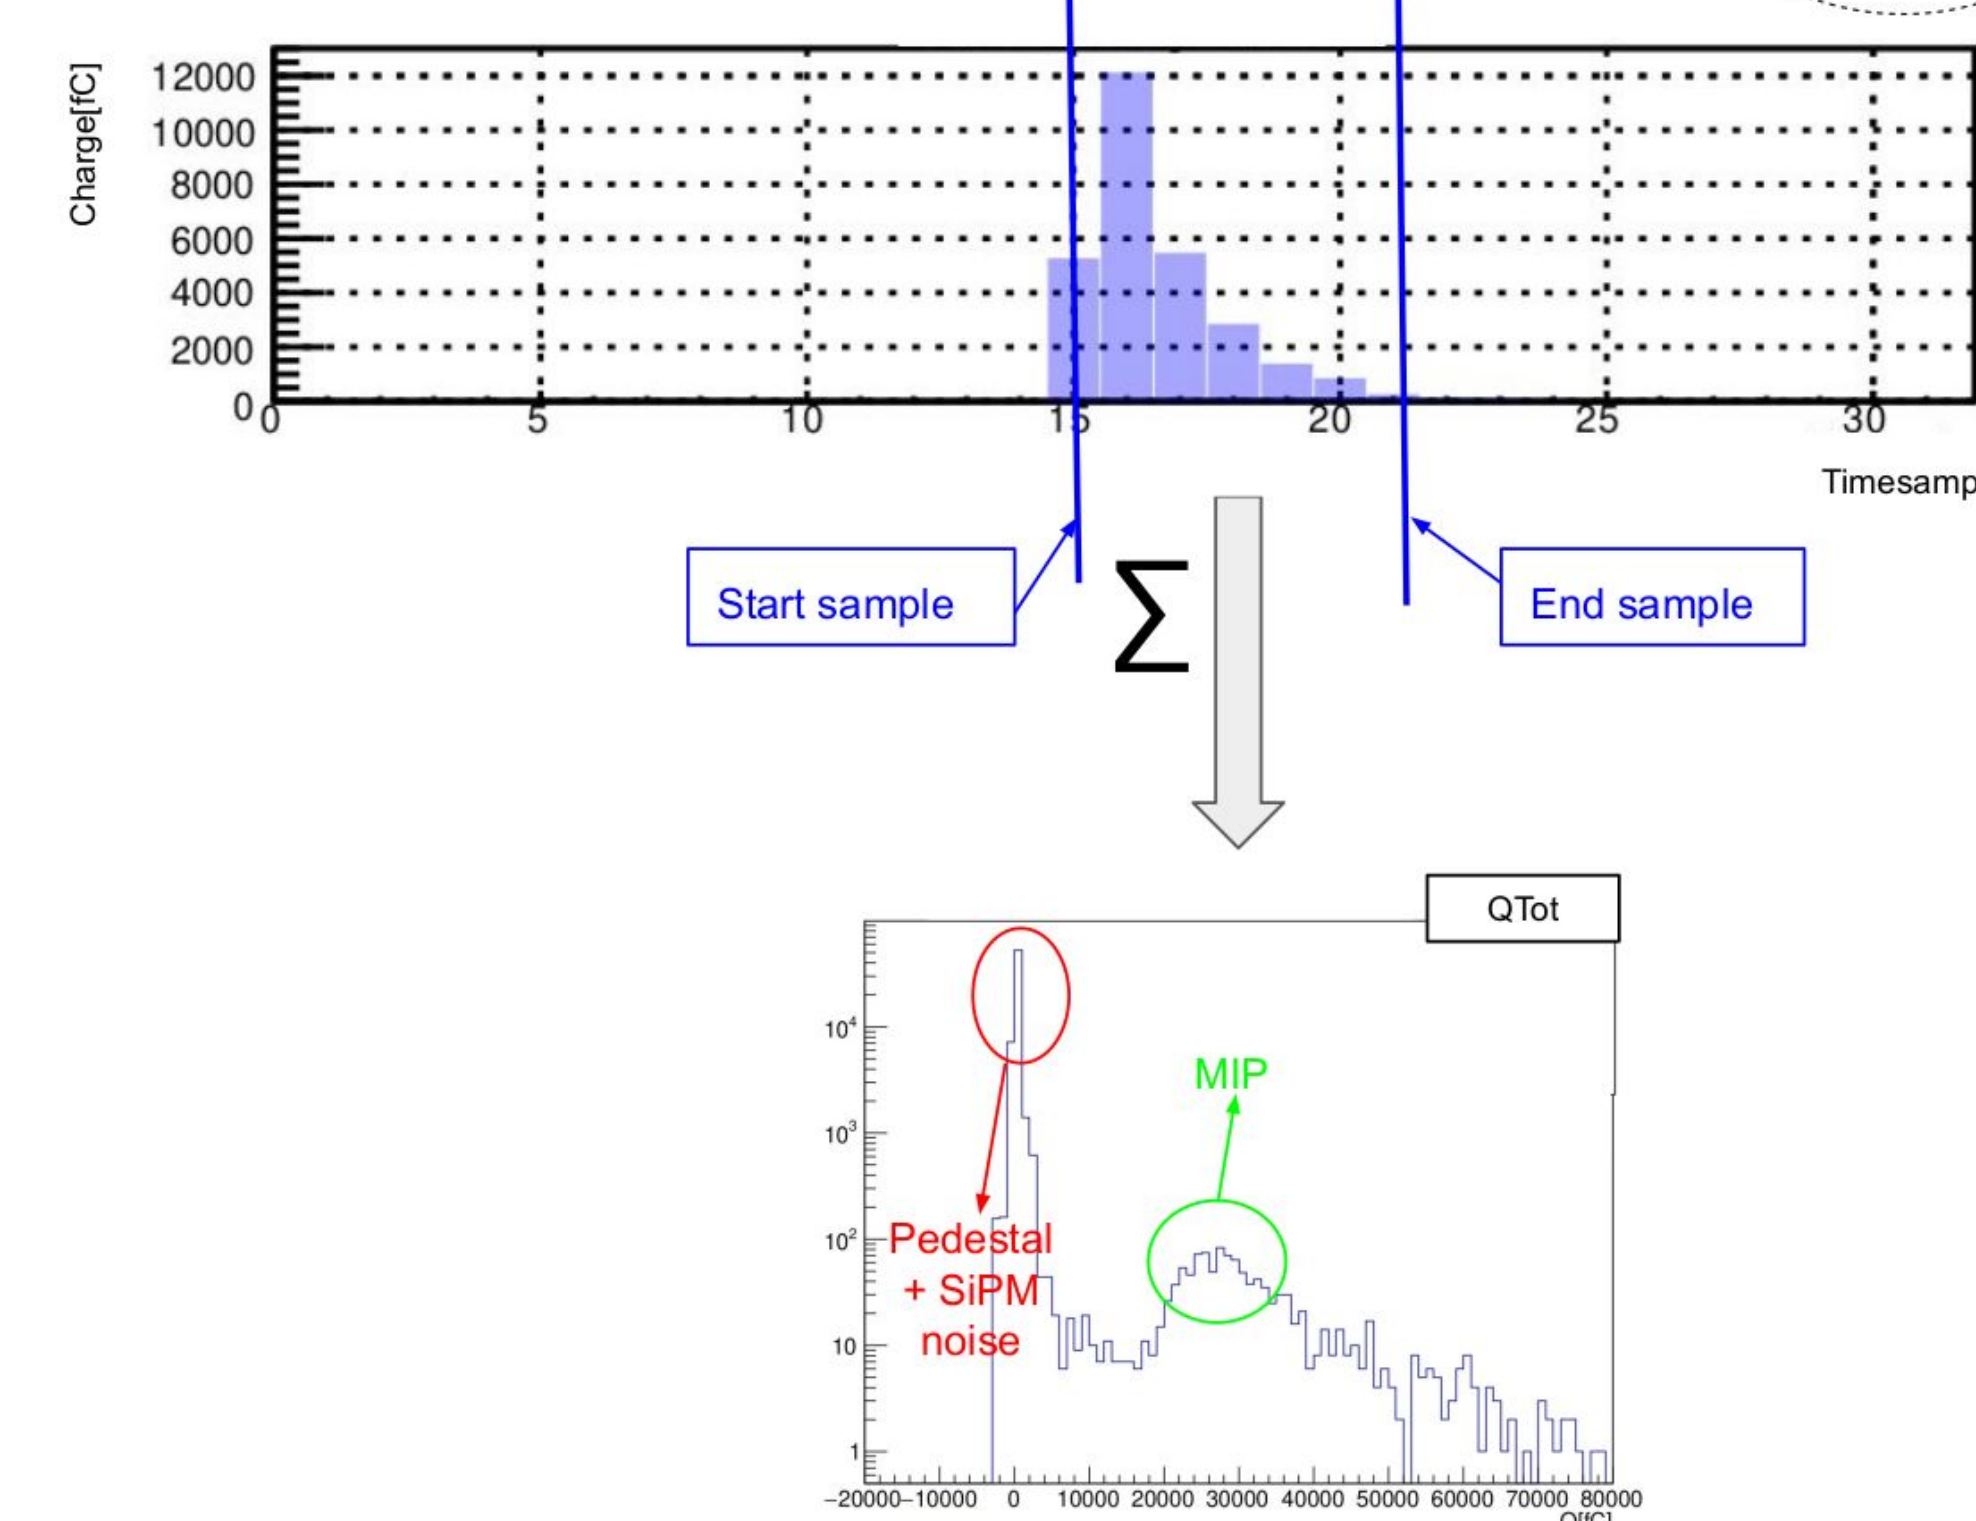 Charge[fC]
12000
10000
8000
6000
4000
2000
0
0 5 10 15 20 25 30
Timesamp
Start sample
Σ
End sample
QTot
10⁴
10³
10²
10
1
MIP
Pedestal
+ SiPM
noise
−20000 −10000 0 10000 20000 30000 40000 50000 60000 70000 80000
Q[fC]